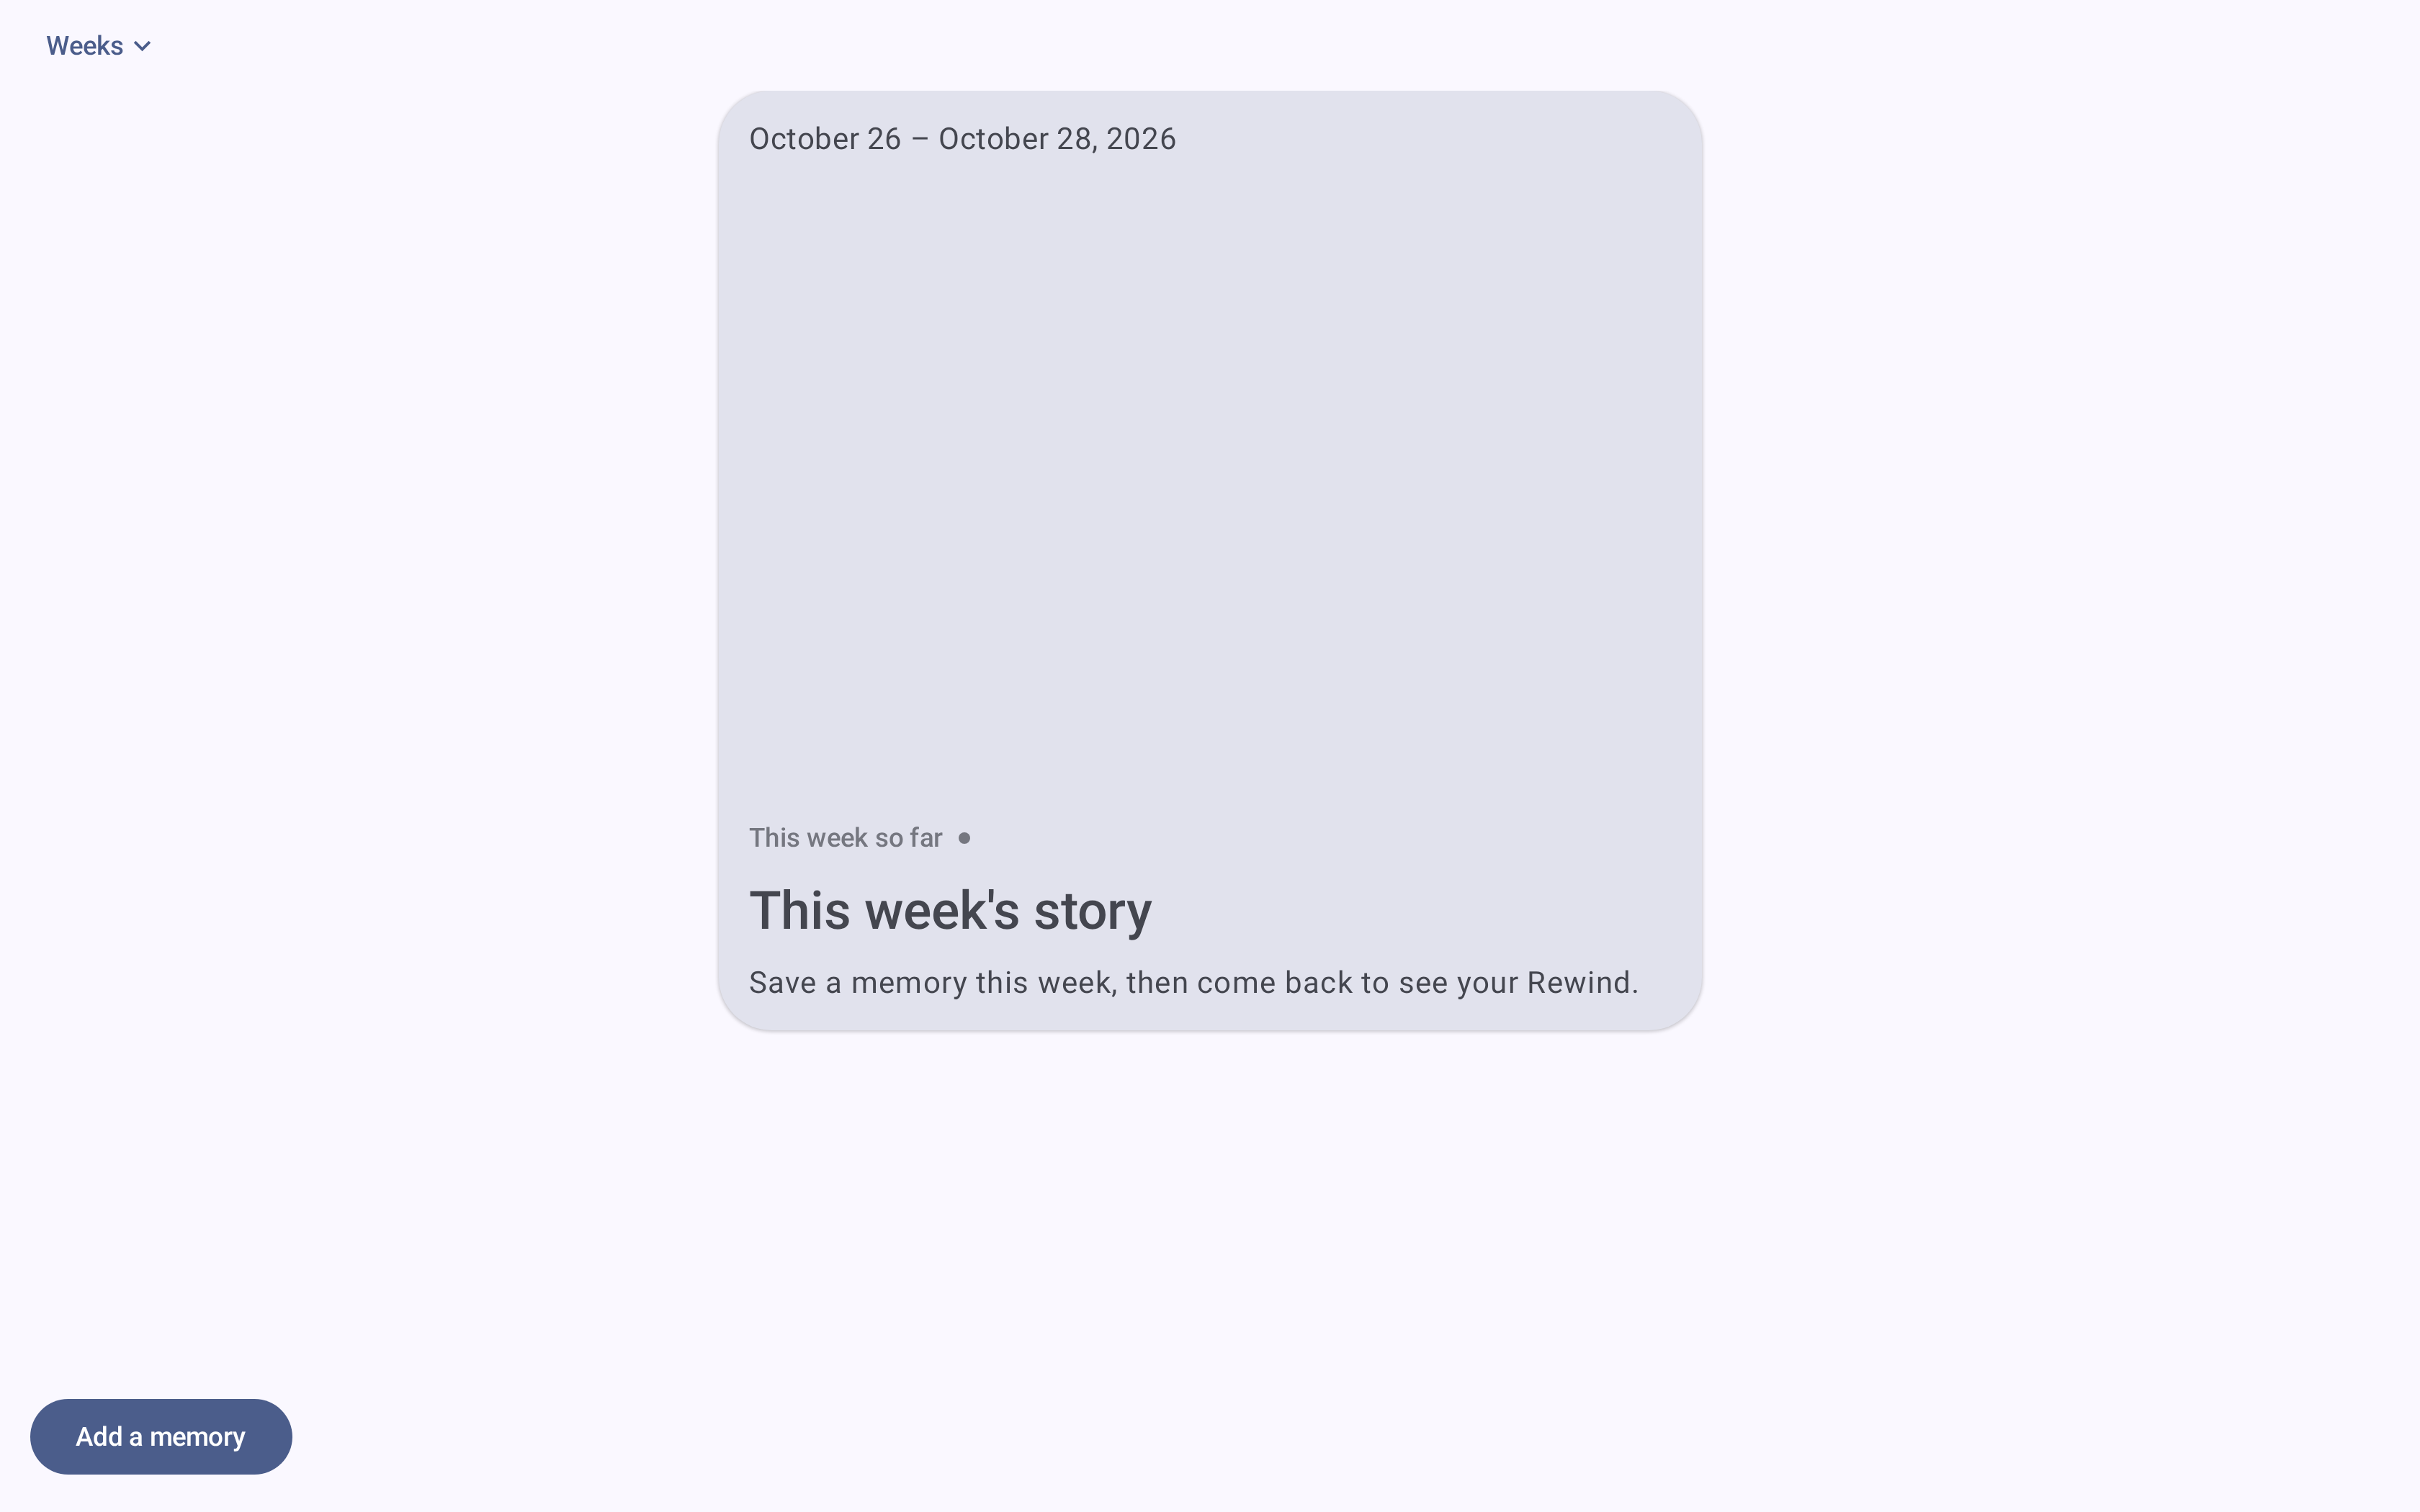 Weeks
October 26 – October 28, 2026
This week so far
This week's story
Save a memory this week, then come back to see your Rewind.
Add a memory